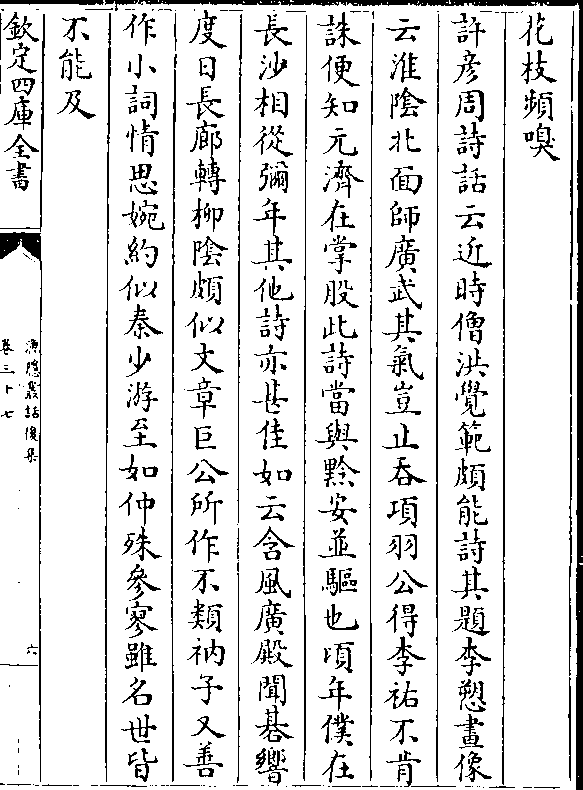 花枝頻嗅
許彦周詩話云近時僧洪覺範頗能詩其題李愬畫像
云淮陰北面師廣武其氣豈止吞項羽公得李祐不肯
誅便知元濟在掌股此詩當與黔安並驅也頃年僕在
長沙相從彌年其他詩亦甚佳如云含風廣殿聞碁響
度日長廊轉柳陰頗似文章巨公所作不類衲子又善
作小詞情思婉約似秦少游至如仲殊參寥雖名世皆
不能及
欽定四庫全書
漁隱叢話後集
卷三十七
六